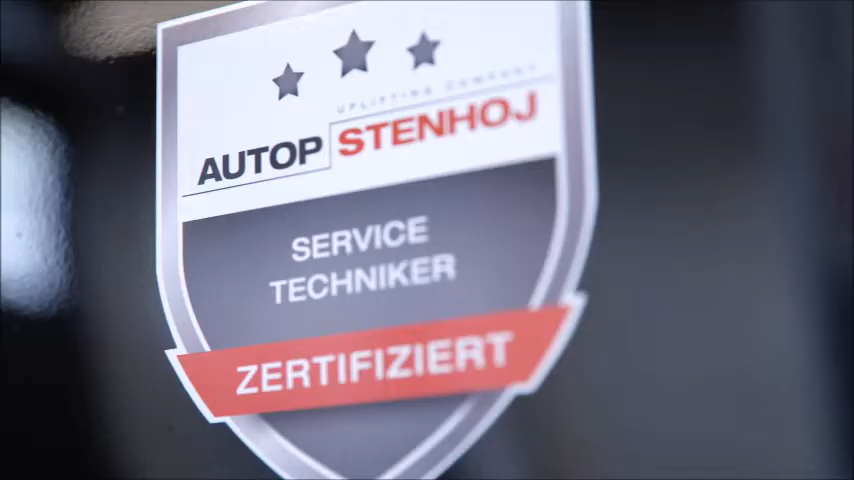 UPLIFTING COMPANY
AUTOP STENHOJ
SERVICE
TECHNIKER
ZERTIFIZIERT